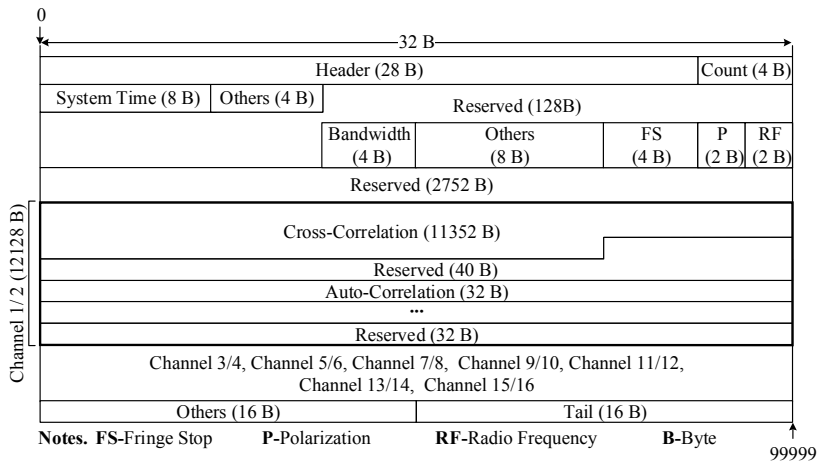 0
32 B
Header (28 B) Count (4 B)
System Time (8 B) Others (4 B) Reserved (128B)
Bandwidth (4 B) Others (8 B) FS (4 B) P (2 B) RF (2 B)
Reserved (2752 B)
Channel 1/ 2 (12128 B)
Cross-Correlation (11352 B)
Reserved (40 B)
Auto-Correlation (32 B)
...
Reserved (32 B)
Channel 3/4, Channel 5/6, Channel 7/8, Channel 9/10, Channel 11/12,
Channel 13/14, Channel 15/16
Others (16 B) Tail (16 B)
Notes. FS-Fringe Stop P-Polarization RF-Radio Frequency B-Byte
99999